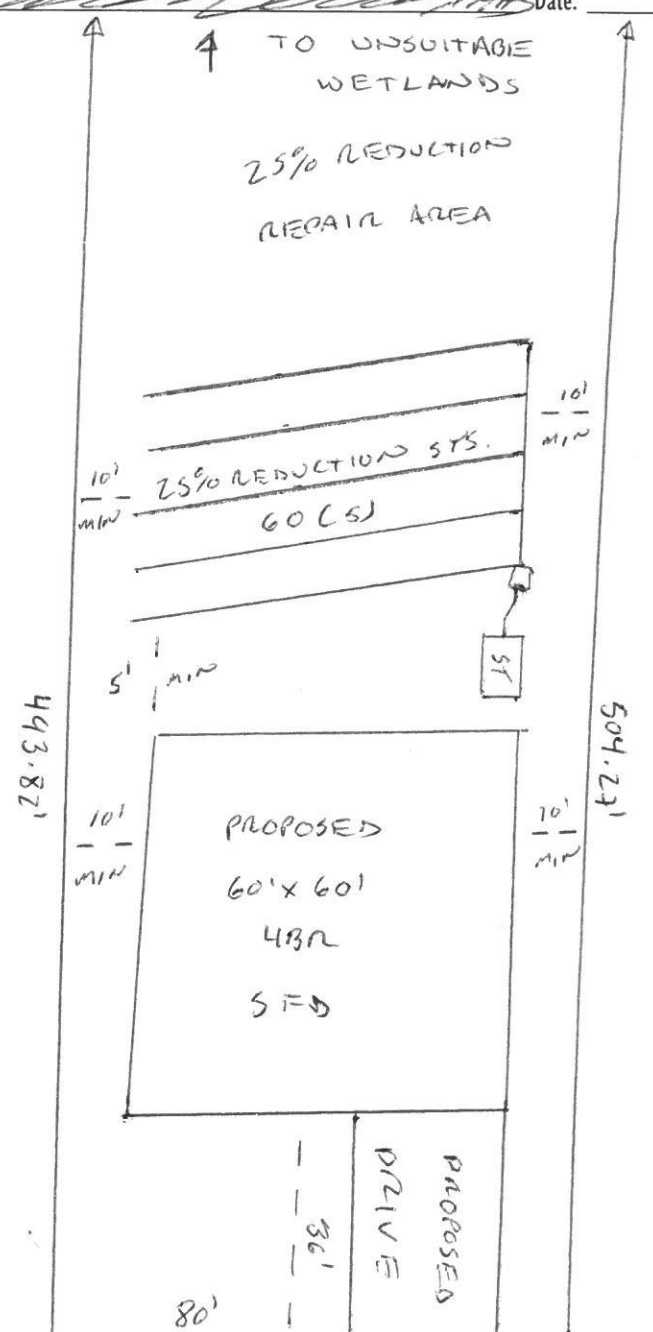 Date:
TO UNSUITABLE
WETLANDS
25% REDUCTION
REPAIR AREA
10'
MIN
10'
MIN
25% REDUCTION SYS.
60 (5)
5' MIN
ST
493.82'
504.27'
10'
MIN
10'
MIN
PROPOSED
60' x 60'
4BR
SFD
PROPOSED
DRIVE
36'
80'